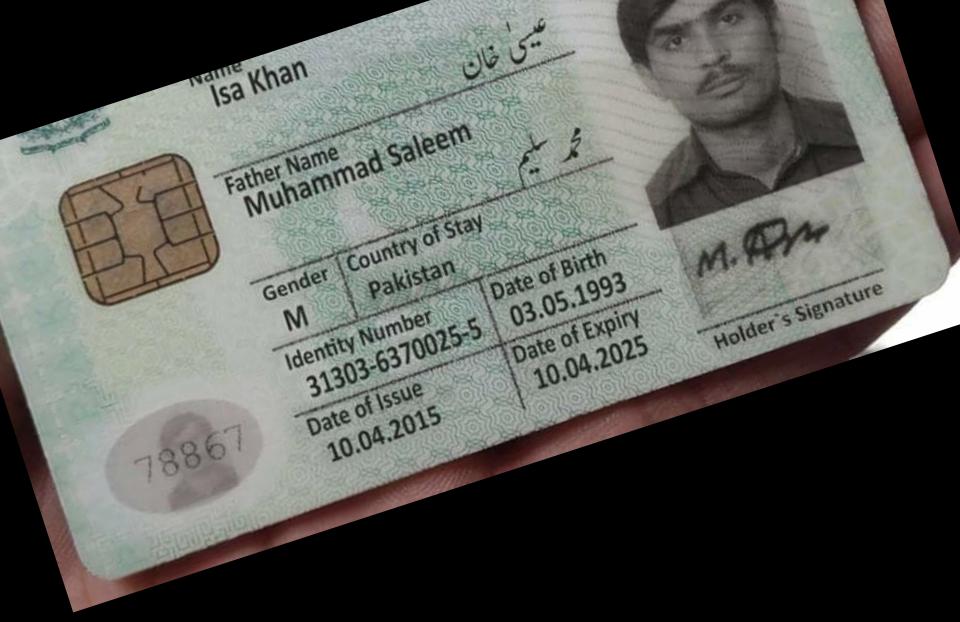 Name
Isa Khan
عیسیٰ خان
Father Name
Muhammad Saleem
محمد سلیم
Gender
Country of Stay
M
Pakistan
Identity Number
Date of Birth
31303-6370025-5
03.05.1993
Date of Issue
Date of Expiry
10.04.2015
10.04.2025
78867
Holder`s Signature